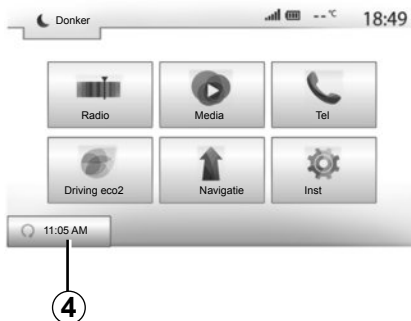 Donker
--°C 18:49
Radio Media Tel
Driving eco2 Navigatie Inst
11:05 AM
4